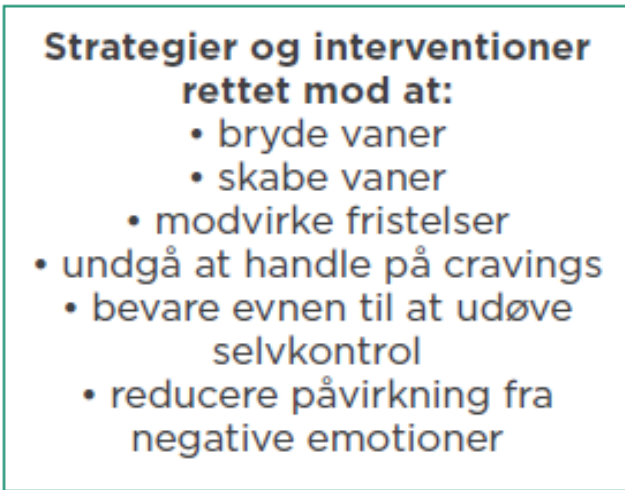 Strategier og interventioner
rettet mod at:
• bryde vaner
• skabe vaner
• modvirke fristelser
• undgå at handle på cravings
• bevare evnen til at udøve
selvkontrol
• reducere påvirkning fra
negative emotioner